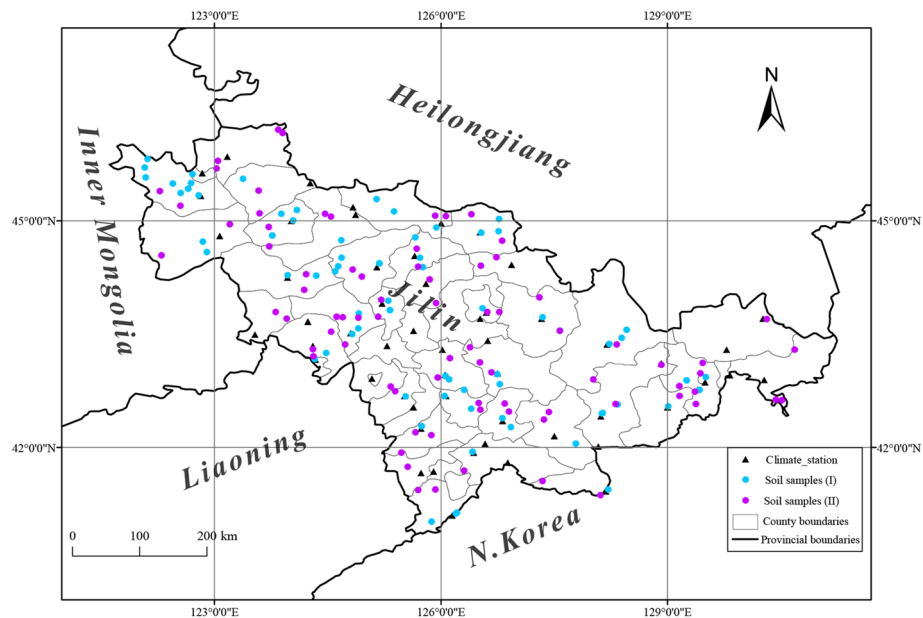 123°0'0"E 126°0'0"E 129°0'0"E
N
Heilongjiang
Inner Mongolia
45°0'0"N 45°0'0"N
Jilin
Liaoning
42°0'0"N 42°0'0"N
N.Korea
Climate_station
Soil samples (I)
Soil samples (II)
County boundaries
Provincial boundaries
0 100 200 km
123°0'0"E 126°0'0"E 129°0'0"E